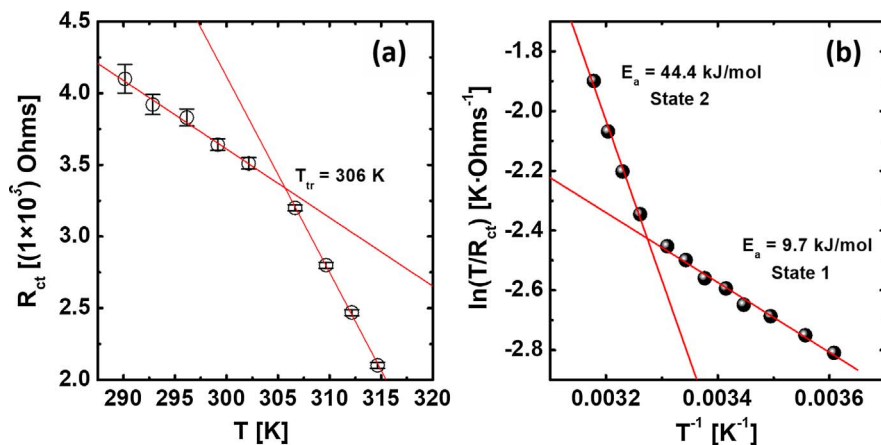 (a)
4.5
4.0
3.5
3.0
2.5
2.0
R_ct [(1×10^3) Ohms]
T_tr = 306 K
290 295 300 305 310 315 320
T [K]
(b)
-1.8
-2.0
-2.2
-2.4
-2.6
-2.8
ln(T/R_ct) [K·Ohms^-1]
E_a = 44.4 kJ/mol
State 2
E_a = 9.7 kJ/mol
State 1
0.0032 0.0034 0.0036
T^-1 [K^-1]